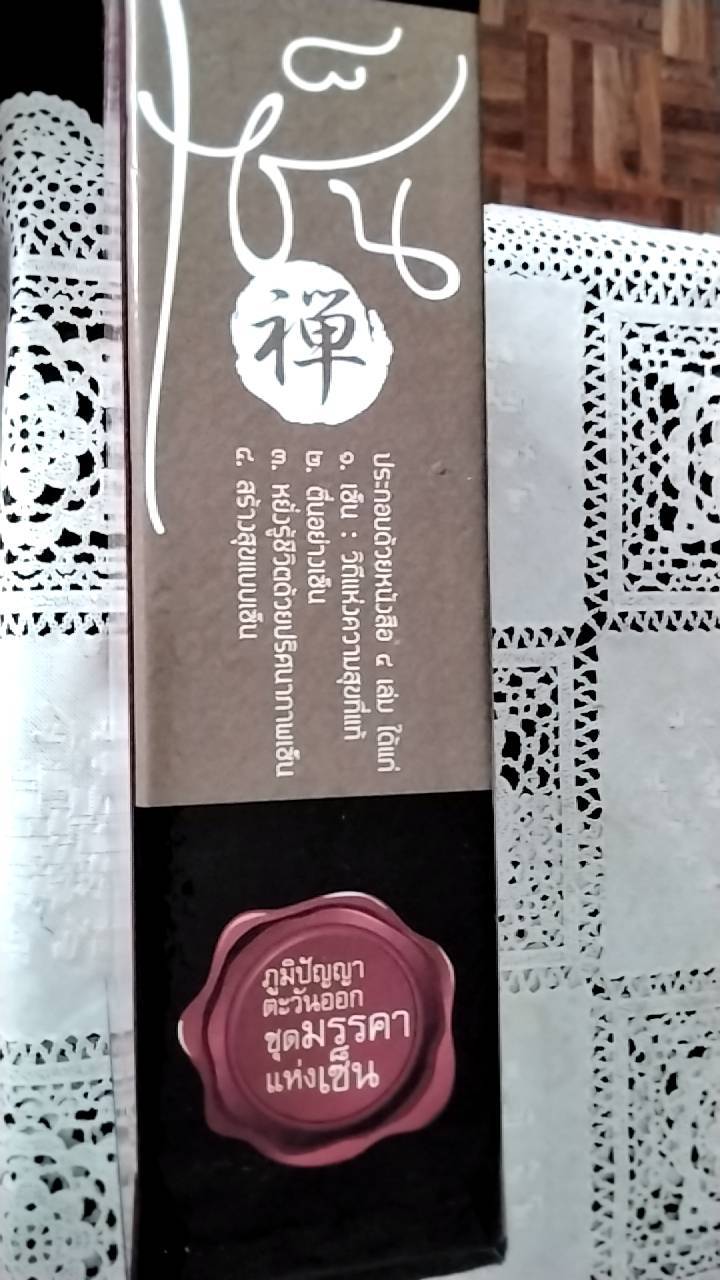 เซ็น
禅
ประกอบด้วยหนังสือ ๔ เล่ม ได้แก่
๑. เซ็น : วิถีแห่งความสุขที่แท้
๒. ตื่นอย่างเซ็น
๓. หยั่งรู้ชีวิตด้วยปริศนาภาพเซ็น
๔. สร้างสุขแบบเซ็น
ภูมิปัญญา
ตะวันออก
ชุดมรรคา
แห่งเซ็น